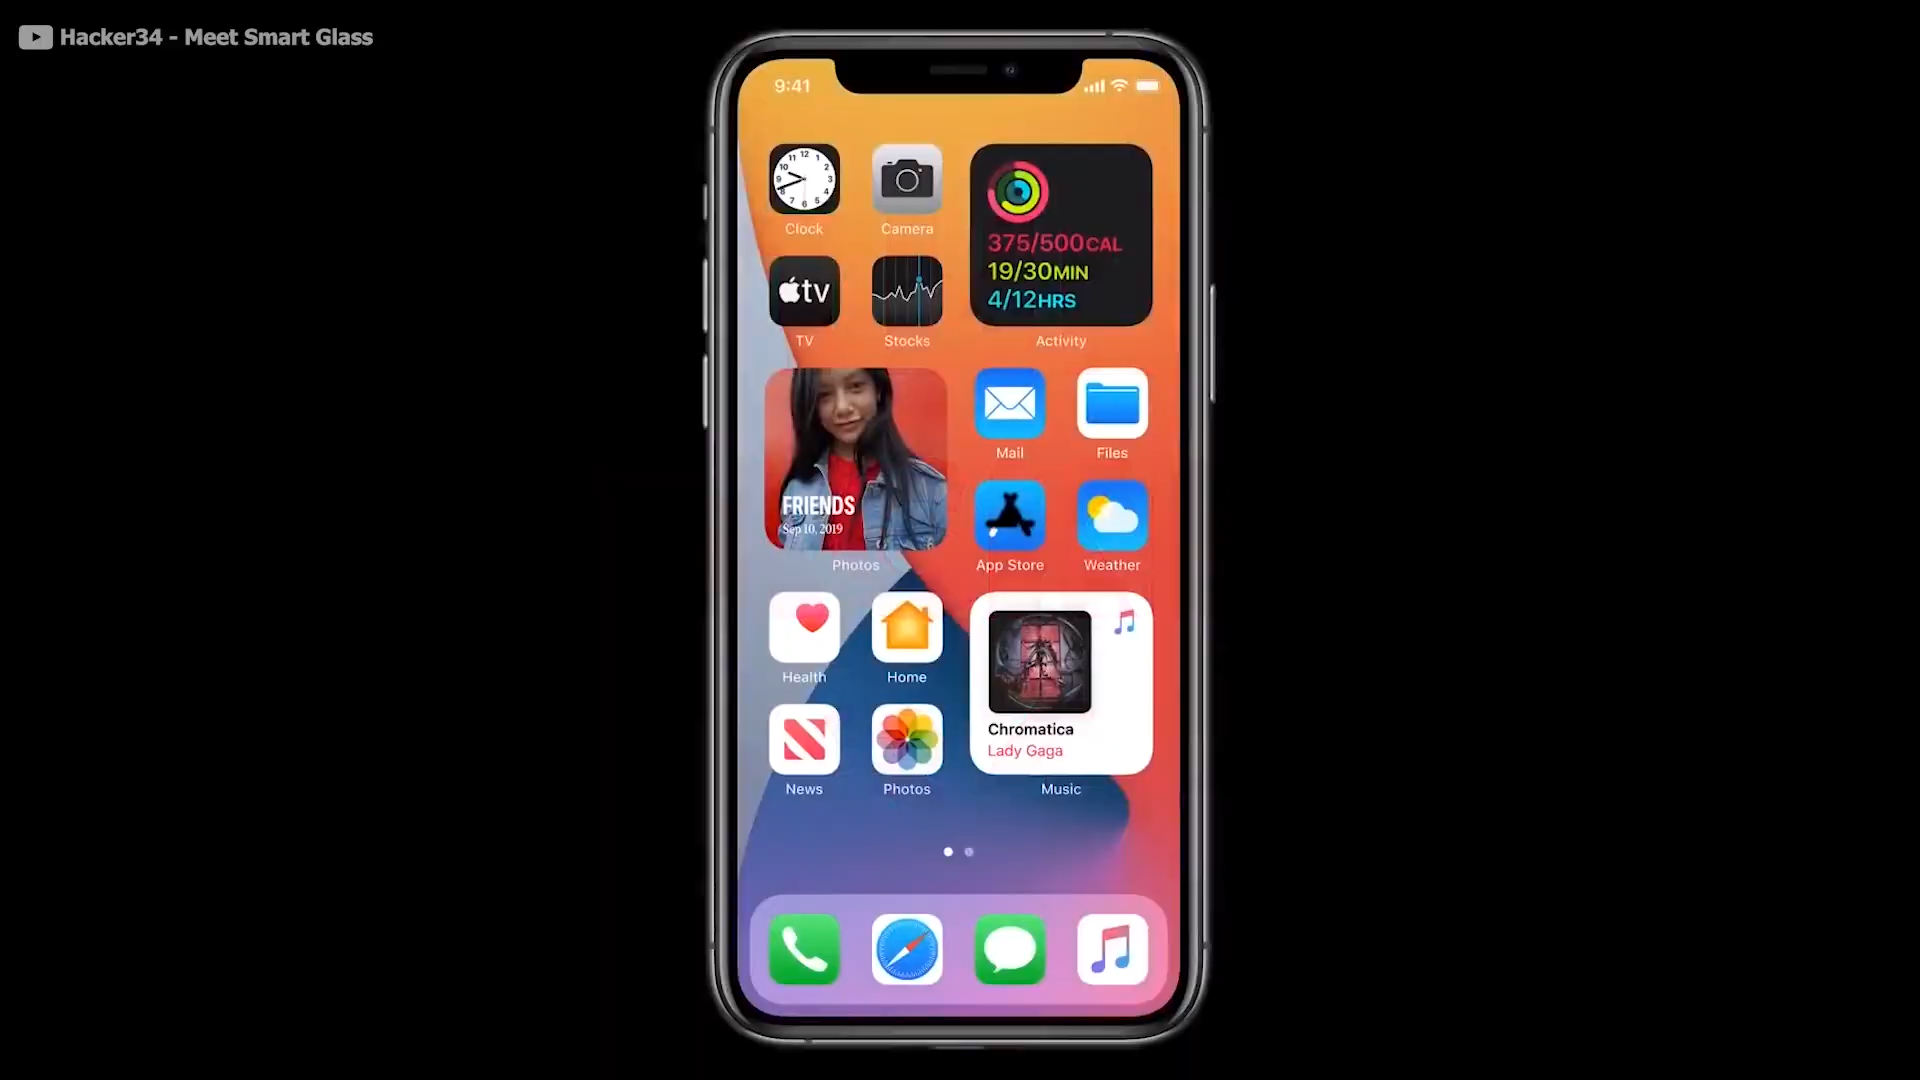 Hacker34 - Meet Smart Glass
9:41
Clock
Camera
375/500CAL
19/30MIN
4/12HRS
tv
TV
Stocks
Activity
FRIENDS
Sep 10, 2019
Photos
Mail
Files
App Store
Weather
Health
Home
Chromatica
Lady Gaga
News
Photos
Music